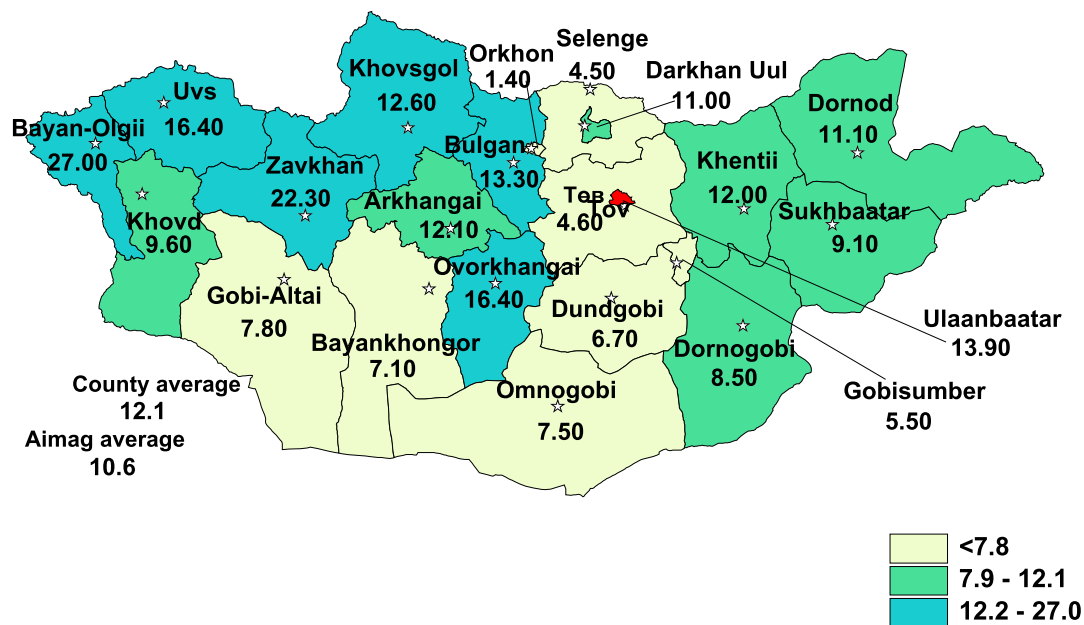 Orkhon
1.40
Selenge
4.50
Darkhan Uul
11.00
Khovsgol
12.60
Uvs
16.40
Dornod
11.10
Bayan-Olgii
27.00
Bulgan
13.30
Zavkhan
22.30
Khentii
12.00
Arkhangai
12.10
Тев
Tov
4.60
Khovd
9.60
Sukhbaatar
9.10
Ovorkhangai
16.40
Gobi-Altai
7.80
Dundgobi
6.70
Ulaanbaatar
13.90
Bayankhongor
7.10
Dornogobi
8.50
County average
12.1
Omnogobi
7.50
Gobisumber
5.50
Aimag average
10.6
<7.8
7.9 - 12.1
12.2 - 27.0